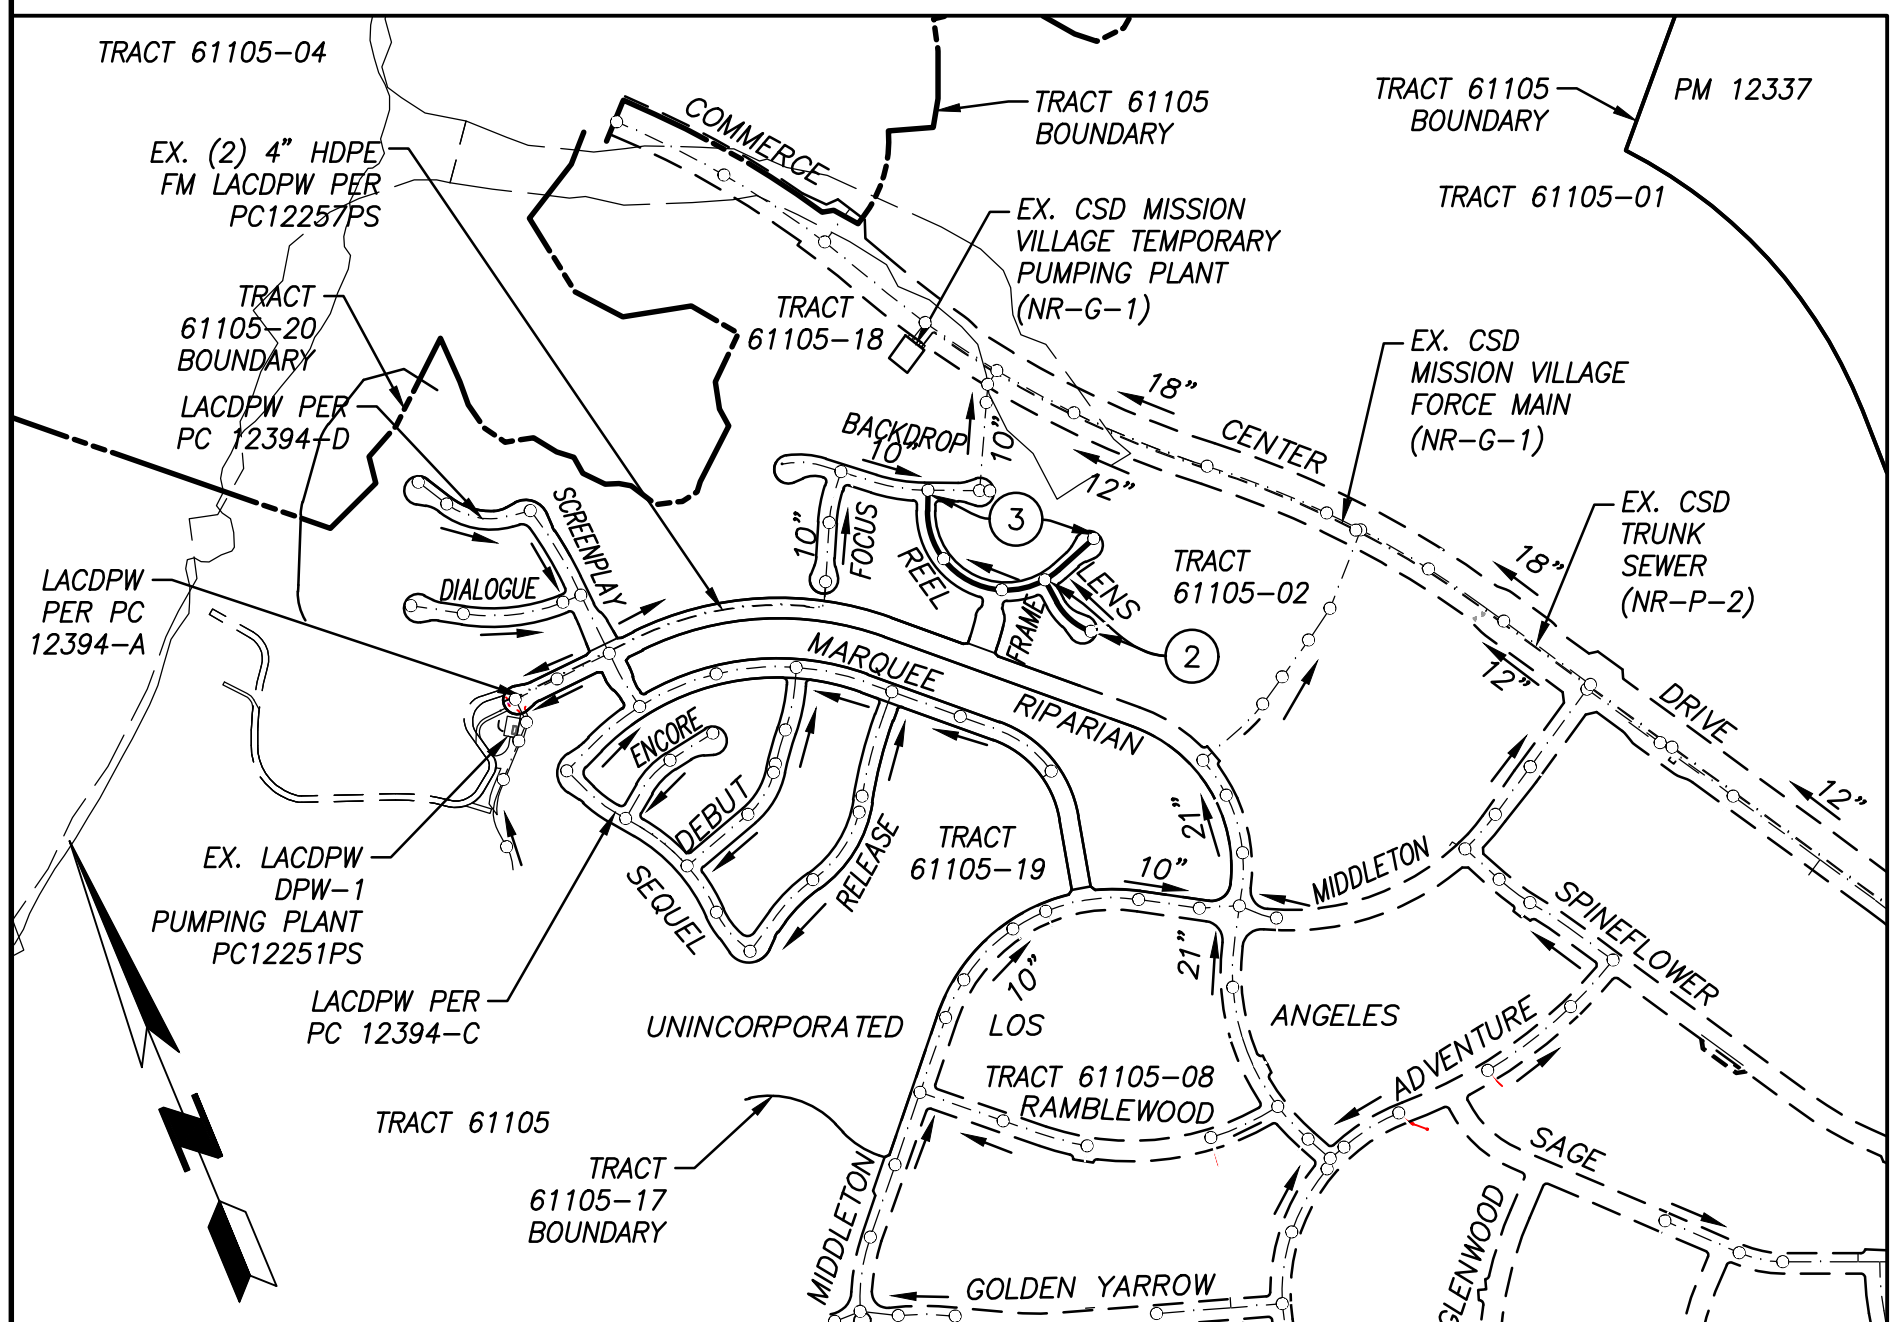 TRACT 61105-04
TRACT 61105
BOUNDARY
TRACT 61105
BOUNDARY
PM 12337
COMMERCE
EX. (2) 4" HDPE
FM LACDPW PER
PC12257PS
TRACT 61105-01
EX. CSD MISSION
VILLAGE TEMPORARY
PUMPING PLANT
(NR-G-1)
TRACT
61105-20
BOUNDARY
TRACT
61105-18
EX. CSD
MISSION VILLAGE
FORCE MAIN
(NR-G-1)
18"
LACDPW PER
PC 12394-D
BACKDROP
10"
10"
CENTER
12"
SCREENPLAY
3
EX. CSD
TRUNK
SEWER
(NR-P-2)
10"
FOCUS
REEL
LENS
TRACT
61105-02
18"
LACDPW
PER PC
12394-A
DIALOGUE
FRAME
2
MARQUEE
12"
RIPARIAN
DRIVE
ENCORE
DEBUT
12"
21"
TRACT
61105-19
RELEASE
EX. LACDPW
DPW-1
PUMPING PLANT
PC12251PS
SEQUEL
10"
MIDDLETON
SPINEFLOWER
21"
10"
LACDPW PER
PC 12394-C
UNINCORPORATED
LOS
ANGELES
ADVENTURE
TRACT 61105-08
RAMBLEWOOD
TRACT 61105
N
TRACT
61105-17
BOUNDARY
SAGE
MIDDLETON
GLENWOOD
GOLDEN YARROW